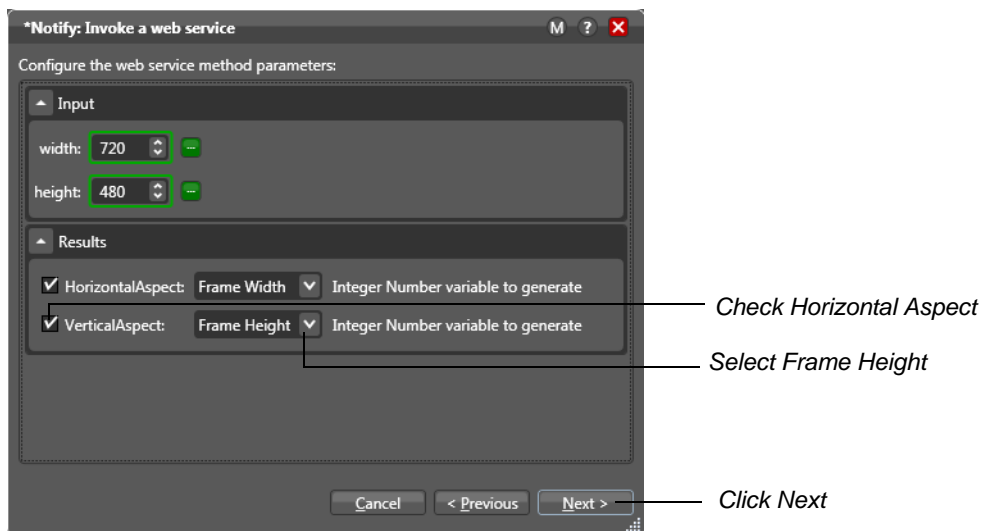 *Notify: Invoke a web service M ? X
Configure the web service method parameters:
Input
width: 720 ...
height: 480 ...
Results
HorizontalAspect: Frame Width Integer Number variable to generate
Check Horizontal Aspect
VerticalAspect: Frame Height Integer Number variable to generate
Select Frame Height
Cancel < Previous Next > Click Next